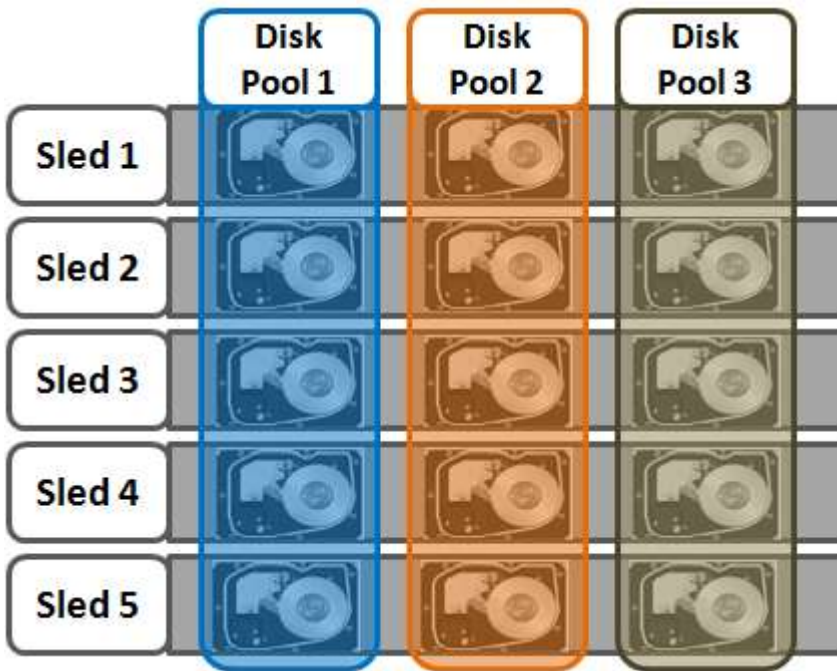 Disk
Pool 1
Disk
Pool 2
Disk
Pool 3
Sled 1
Sled 2
Sled 3
Sled 4
Sled 5